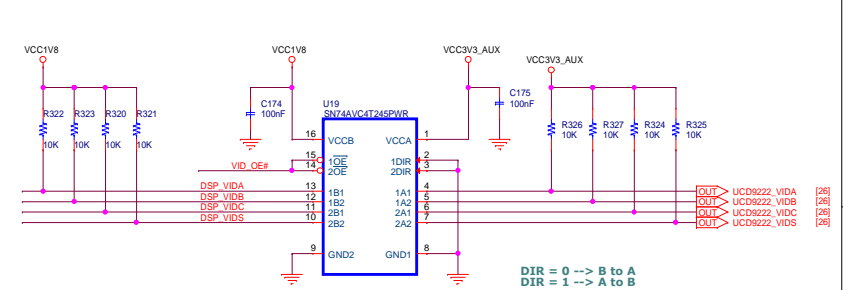 VCC1V8
VCC1V8
VCC3V3_AUX
VCC3V3_AUX
R322
R323
R320
R321
10K
10K
10K
10K
C174
100nF
U19
SN74AVC4T245PWR
C175
100nF
R326
R327
R324
R325
10K
10K
10K
10K
16
VCCB
VCCA
1
VID_OE#
15
1OE
1DIR
2
14
2OE
2DIR
3
DSP_VIDA
13
1B1
1A1
4
UCD9222_VIDA
OUT
[26]
DSP_VIDB
12
1B2
1A2
5
OUT
UCD9222_VIDB
[26]
DSP_VIDC
11
2B1
2A1
6
OUT
UCD9222_VIDC
[26]
DSP_VIDS
10
2B2
2A2
7
OUT
UCD9222_VIDS
[26]
9
GND2
GND1
8
DIR = 0 --> B to A
DIR = 1 --> A to B